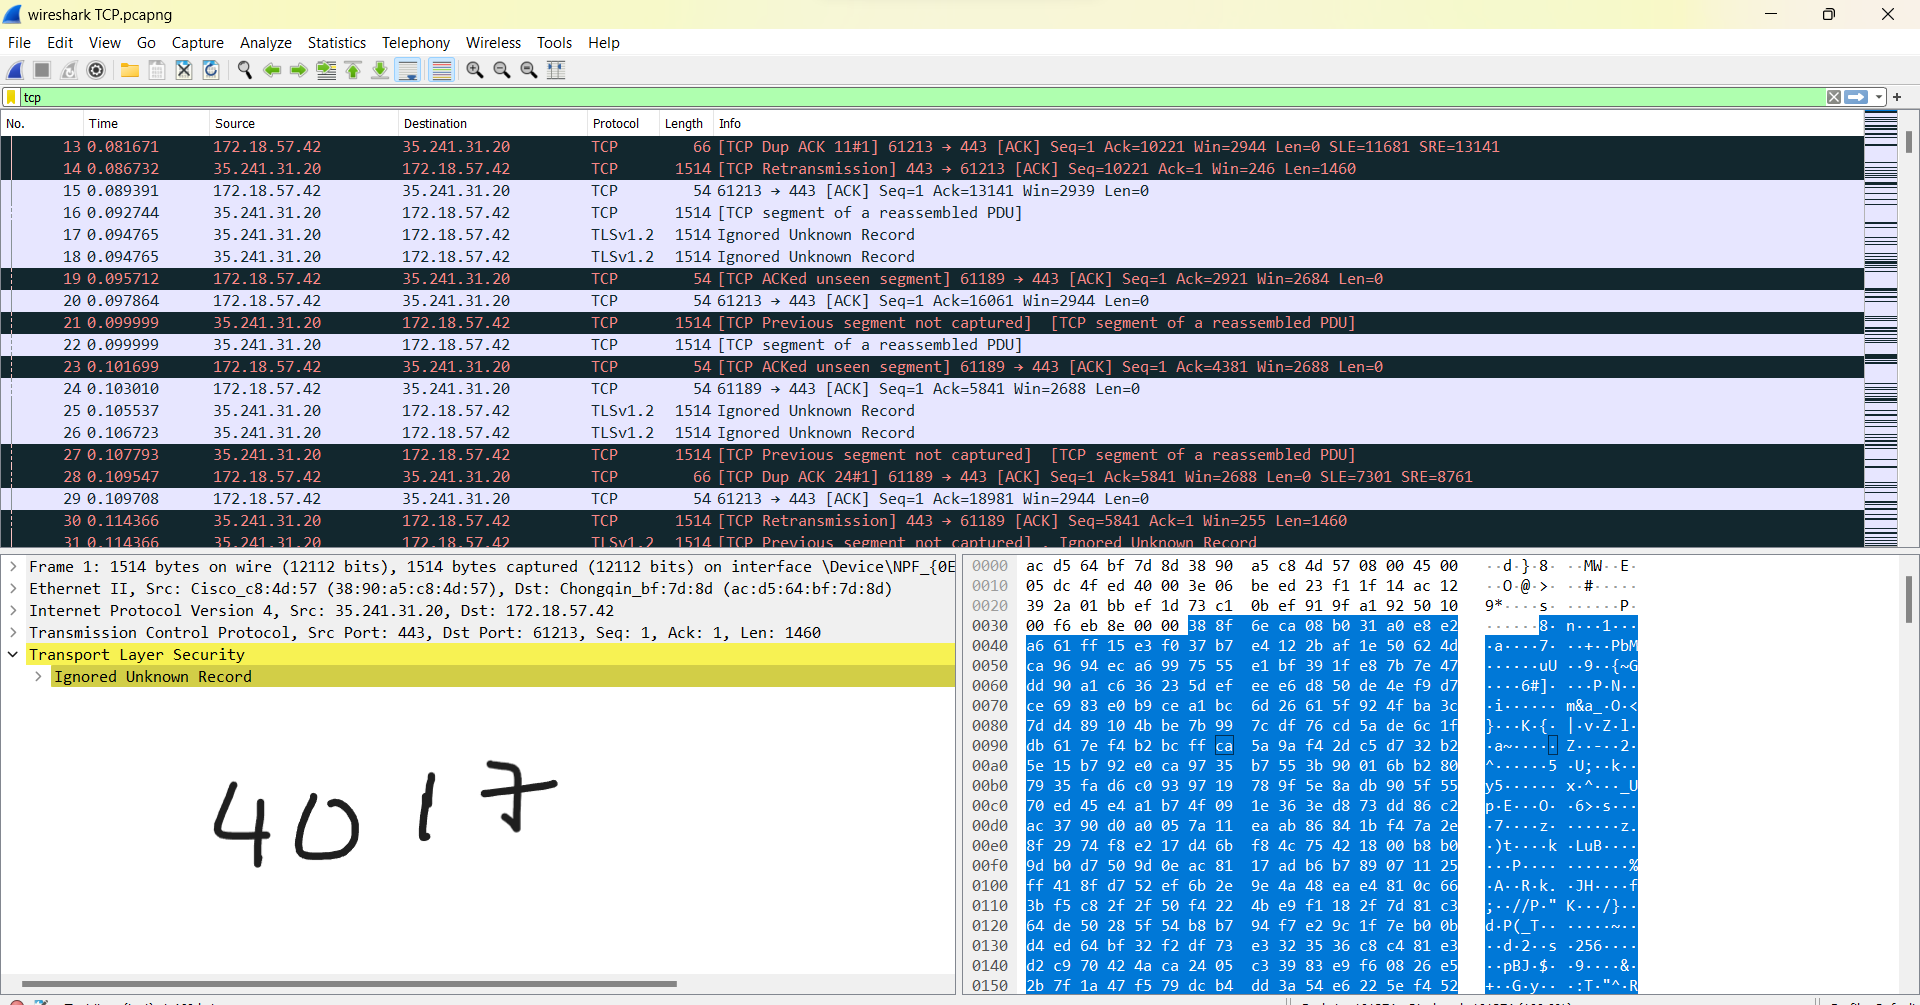 wireshark TCP.pcapng
File Edit View Go Capture Analyze Statistics Telephony Wireless Tools Help
tcp
No. Time Source Destination Protocol Length Info
13 0.081671 172.18.57.42 35.241.31.20 TCP 66 [TCP Dup ACK 11#1] 61213 → 443 [ACK] Seq=1 Ack=10221 Win=2944 Len=0 SLE=11681 SRE=13141
14 0.086732 35.241.31.20 172.18.57.42 TCP 1514 [TCP Retransmission] 443 → 61213 [ACK] Seq=10221 Ack=1 Win=246 Len=1460
15 0.089391 172.18.57.42 35.241.31.20 TCP 54 61213 → 443 [ACK] Seq=1 Ack=13141 Win=2939 Len=0
16 0.092744 35.241.31.20 172.18.57.42 TCP 1514 [TCP segment of a reassembled PDU]
17 0.094765 35.241.31.20 172.18.57.42 TLSv1.2 1514 Ignored Unknown Record
18 0.094765 35.241.31.20 172.18.57.42 TLSv1.2 1514 Ignored Unknown Record
19 0.095712 172.18.57.42 35.241.31.20 TCP 54 [TCP ACKed unseen segment] 61189 → 443 [ACK] Seq=1 Ack=2921 Win=2684 Len=0
20 0.097864 172.18.57.42 35.241.31.20 TCP 54 61213 → 443 [ACK] Seq=1 Ack=16061 Win=2944 Len=0
21 0.099999 35.241.31.20 172.18.57.42 TCP 1514 [TCP Previous segment not captured] [TCP segment of a reassembled PDU]
22 0.099999 35.241.31.20 172.18.57.42 TCP 1514 [TCP segment of a reassembled PDU]
23 0.101699 172.18.57.42 35.241.31.20 TCP 54 [TCP ACKed unseen segment] 61189 → 443 [ACK] Seq=1 Ack=4381 Win=2688 Len=0
24 0.103010 172.18.57.42 35.241.31.20 TCP 54 61189 → 443 [ACK] Seq=1 Ack=5841 Win=2688 Len=0
25 0.105537 35.241.31.20 172.18.57.42 TLSv1.2 1514 Ignored Unknown Record
26 0.106723 35.241.31.20 172.18.57.42 TLSv1.2 1514 Ignored Unknown Record
27 0.107793 35.241.31.20 172.18.57.42 TCP 1514 [TCP Previous segment not captured] [TCP segment of a reassembled PDU]
28 0.109547 172.18.57.42 35.241.31.20 TCP 66 [TCP Dup ACK 24#1] 61189 → 443 [ACK] Seq=1 Ack=5841 Win=2688 Len=0 SLE=7301 SRE=8761
29 0.109708 172.18.57.42 35.241.31.20 TCP 54 61213 → 443 [ACK] Seq=1 Ack=18981 Win=2944 Len=0
30 0.114366 35.241.31.20 172.18.57.42 TCP 1514 [TCP Retransmission] 443 → 61189 [ACK] Seq=5841 Ack=1 Win=255 Len=1460
31 0.114366 35.241.31.20 172.18.57.42 TLSv1.2 1514 [TCP Previous segment not captured] , Ignored Unknown Record
Frame 1: 1514 bytes on wire (12112 bits), 1514 bytes captured (12112 bits) on interface \Device\NPF_{0E
Ethernet II, Src: Cisco_c8:4d:57 (38:90:a5:c8:4d:57), Dst: Chongqin_bf:7d:8d (ac:d5:64:bf:7d:8d)
Internet Protocol Version 4, Src: 35.241.31.20, Dst: 172.18.57.42
Transmission Control Protocol, Src Port: 443, Dst Port: 61213, Seq: 1, Ack: 1, Len: 1460
Transport Layer Security
Ignored Unknown Record
4017
0000 ac d5 64 bf 7d 8d 38 90 a5 c8 4d 57 08 00 45 00 ··d·}·8· ··MW··E·
0010 05 dc 4f ed 40 00 3e 06 be ed 23 f1 1f 14 ac 12 ··O·@·>· ··#·····
0020 39 2a 01 bb ef 1d 73 c1 0b ef 91 9f a1 92 50 10 9*····s· ······P·
0030 00 f6 eb 8e 00 00 38 8f 6e ca 08 b0 31 a0 e8 e2 ······8· n···1···
0040 a6 61 ff 15 e3 f0 37 b7 e4 12 2b af 1e 50 62 4d ·a····7· ··+··PbM
0050 ca 96 94 ec a6 99 75 55 e1 bf 39 1f e8 7b 7e 47 ······uU ··9··{~G
0060 dd 90 a1 c6 36 23 5d ef ee e6 d8 50 de 4e f9 d7 ····6#]· ···P·N··
0070 ce 69 83 e0 b9 ce a1 bc 6d 26 61 5f 92 4f ba 3c ·i······ m&a_·O·<
0080 7d d4 89 10 4b be 7b 99 7c df 76 cd 5a de 6c 1f }···K·{· |·v·Z·l·
0090 db 61 7e f4 b2 bc ff ca 5a 9a f4 2d c5 d7 32 b2 ·a~····· Z··-··2·
00a0 5e 15 b7 92 e0 ca 97 35 b7 55 3b 90 01 6b b2 80 ^······5 ·U;··k··
00b0 79 35 fa d6 c0 93 97 19 78 9f 5e 8a db 90 5f 55 y5······ x·^···_U
00c0 70 ed 45 e4 a1 b7 4f 09 1e 36 3e d8 73 dd 86 c2 p·E···O· ·6>·s···
00d0 ac 37 90 d0 a0 05 7a 11 ea ab 86 84 1b f4 7a 2e ·7····z· ······z.
00e0 8f 29 74 f8 e2 17 d4 6b f8 4c 75 42 18 00 b8 b0 ·)t····k ·LuB····
00f0 9d b0 d7 50 9d 0e ac 81 17 ad b6 b7 89 07 11 25 ···P···· ·······%
0100 ff 41 8f d7 52 ef 6b 2e 9e 4a 48 ea e4 81 0c 66 ·A··R·k. ·JH····f
0110 3b f5 c8 2f 2f 50 f4 22 4b e9 f1 18 2f 7d 81 c3 ;··//P·" K···/}··
0120 64 de 50 28 5f 54 b8 b7 94 f7 e2 9c 1f 7e b0 0b d·P(_T·· ·····~··
0130 d4 ed 64 bf 32 f2 df 73 e3 32 35 36 c8 c4 81 e3 ··d·2··s ·256····
0140 d2 c9 70 42 4a ca 24 05 c3 39 83 e9 f6 08 26 e5 ··pBJ·$· ·9····&·
0150 2b 7f 1a 47 f5 79 dc b4 dd 3a 54 e6 22 5e f4 52 +··G·y·· ·:T·"^·R